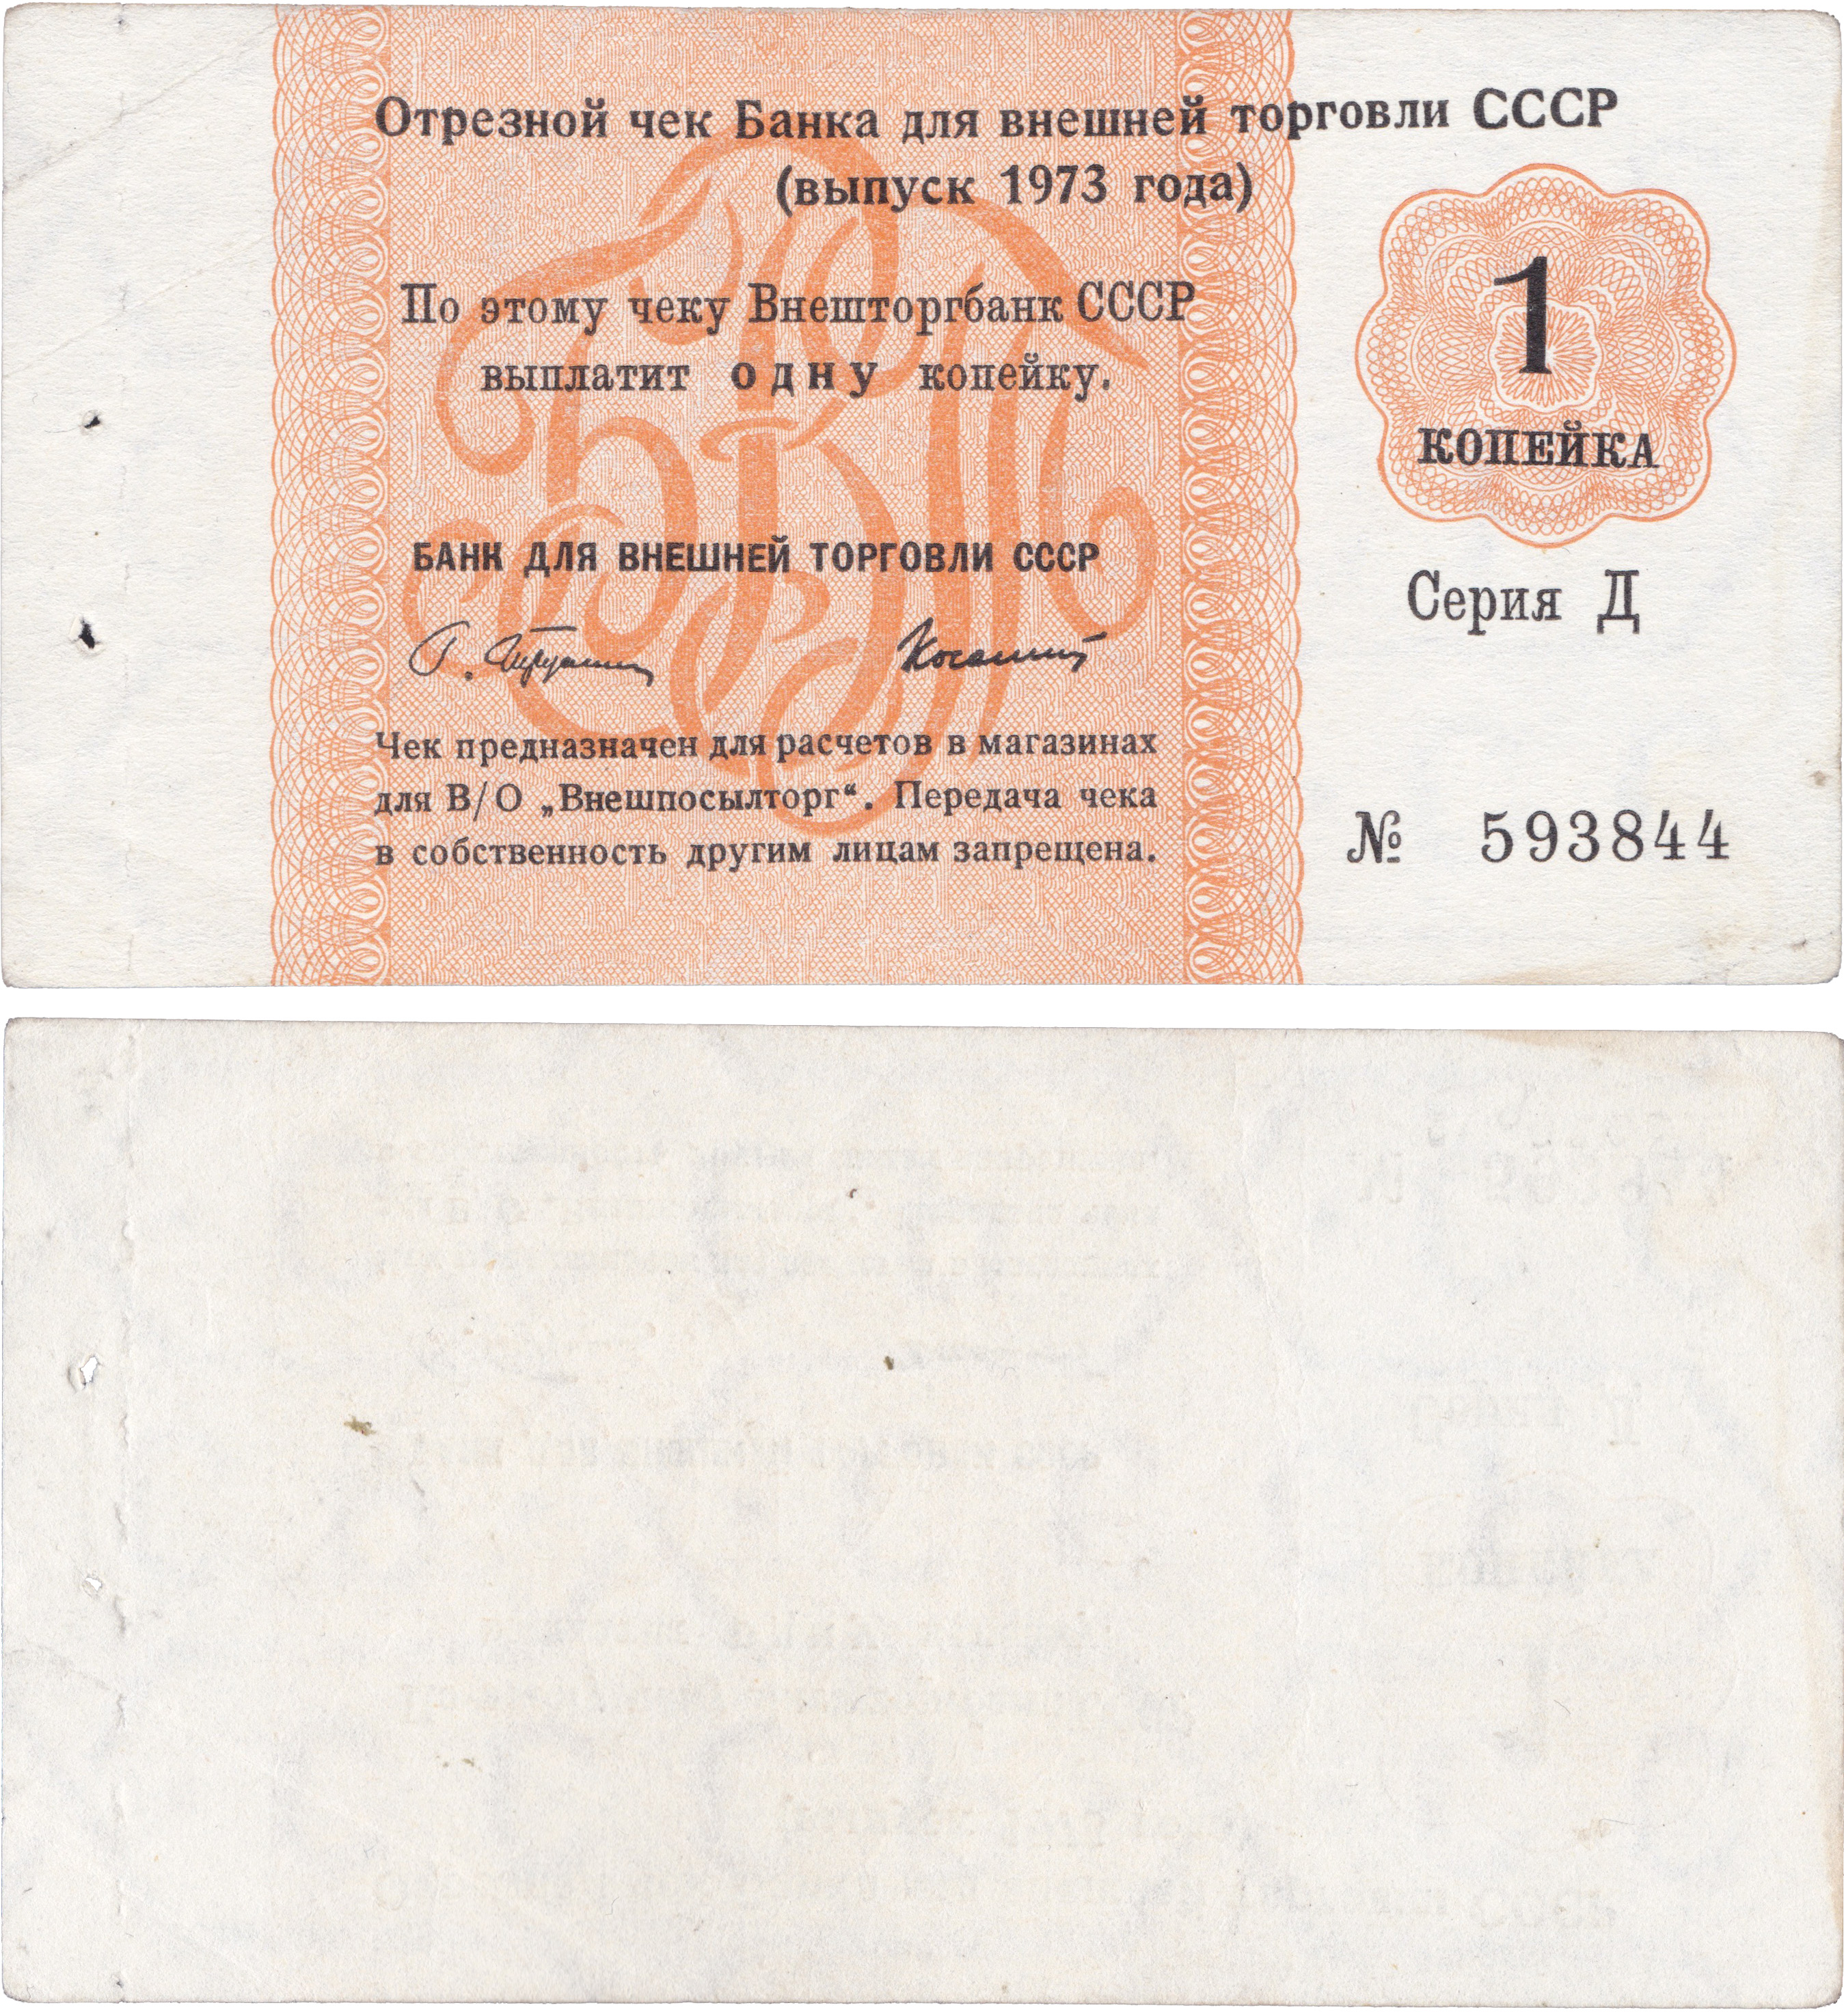 Отрезной чек Банка для внешней торговли СССР
(выпуск 1973 года)
По этому чеку Внешторгбанк СССР
выплатит одну копейку.
1
КОПЕЙКА
БАНК ДЛЯ ВНЕШНЕЙ ТОРГОВЛИ СССР
Серия Д
Чек предназначен для расчетов в магазинах
для В/О „Внешпосылторг“. Передача чека
в собственность другим лицам запрещена.
№ 593844